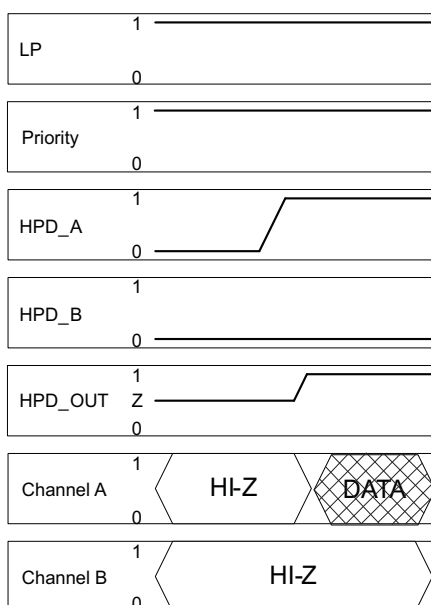 1
LP
0
1
Priority
0
1
HPD_A
0
1
HPD_B
0
1
HPD_OUT Z
0
1
Channel A HI-Z DATA
0
1
Channel B HI-Z
0